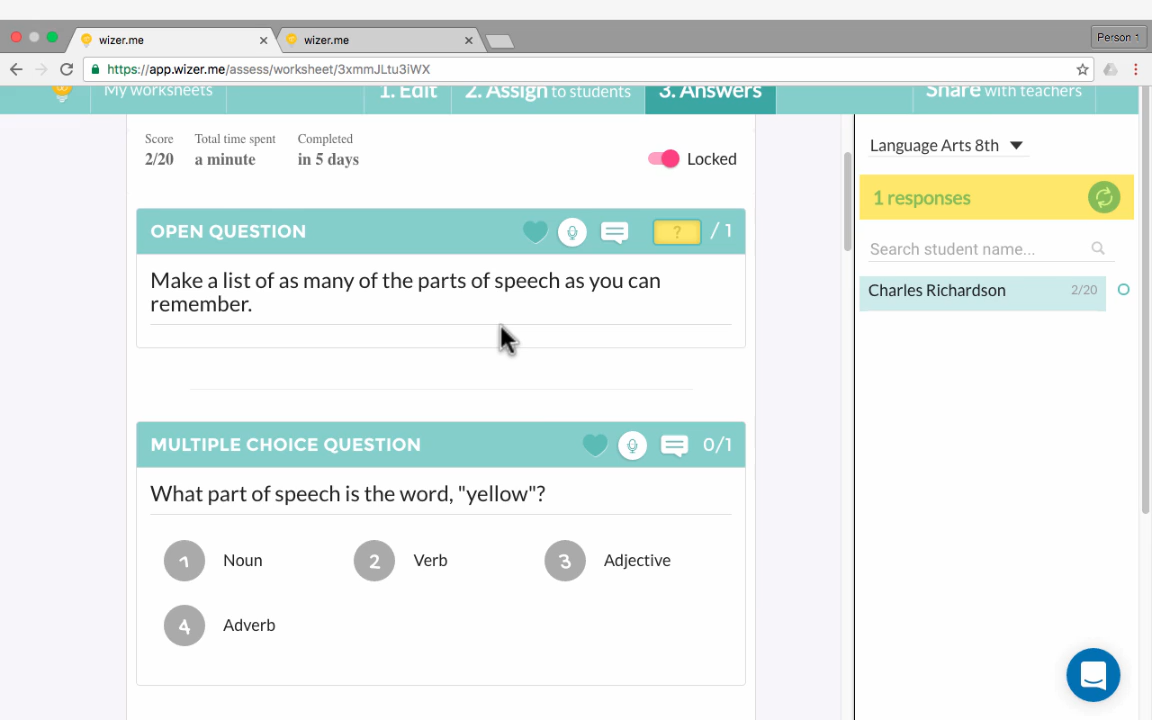 wizer.me
wizer.me
Person 1
https://app.wizer.me/assess/worksheet/3xmmJLtu3iWX
My worksheets
1. Edit
2. Assign to students
3. Answers
Share with teachers
Score
Total time spent
Completed
2/20
a minute
in 5 days
Locked
OPEN QUESTION
? / 1
Make a list of as many of the parts of speech as you can
remember.
MULTIPLE CHOICE QUESTION
0/1
What part of speech is the word, "yellow"?
1 Noun
2 Verb
3 Adjective
4 Adverb
Language Arts 8th
1 responses
Search student name...
Charles Richardson 2/20